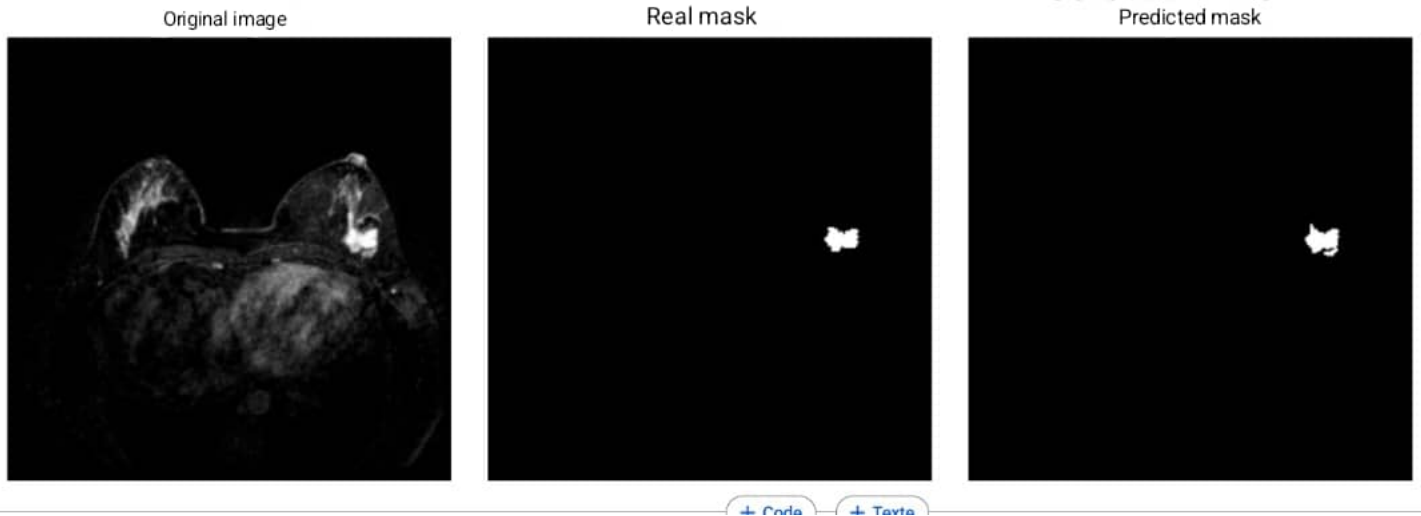 Original image
Real mask
Predicted mask
+ Code
+ Texte